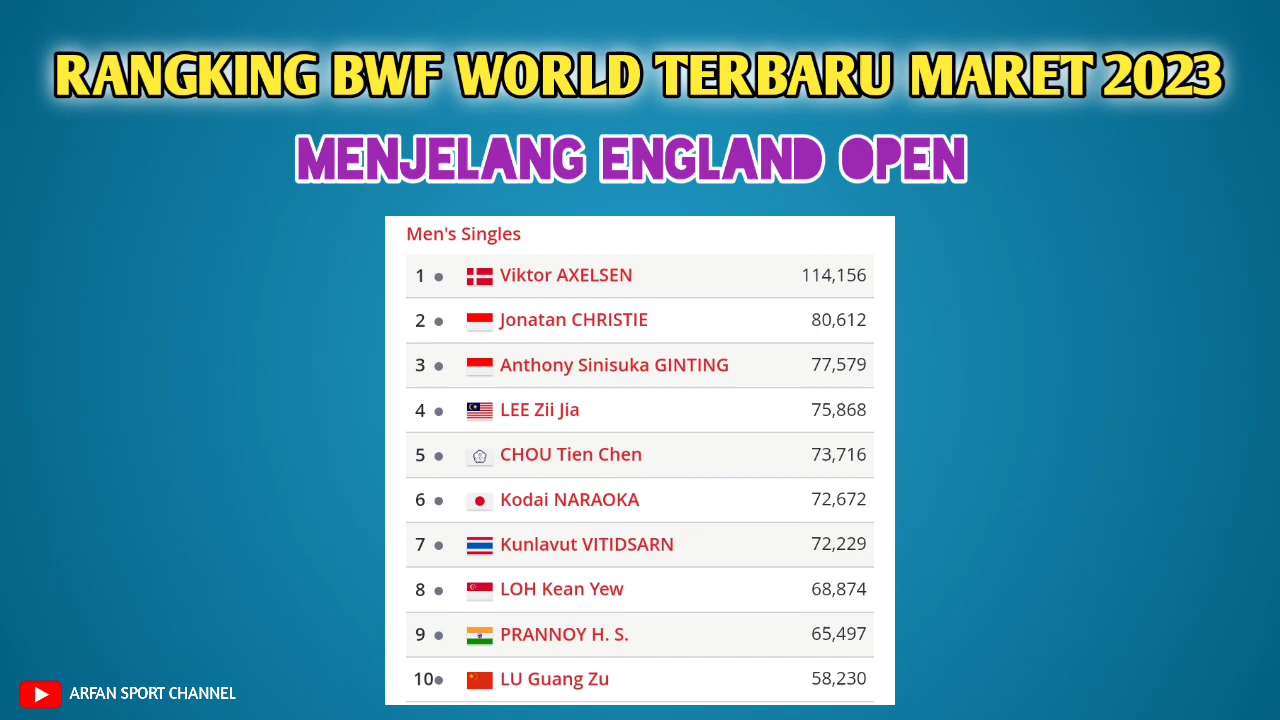 RANGKING BWF WORLD TERBARU MARET 2023
MENJELANG ENGLAND OPEN
Men's Singles
1 Viktor AXELSEN 114,156
2 Jonatan CHRISTIE 80,612
3 Anthony Sinisuka GINTING 77,579
4 LEE Zii Jia 75,868
5 CHOU Tien Chen 73,716
6 Kodai NARAOKA 72,672
7 Kunlavut VITIDSARN 72,229
8 LOH Kean Yew 68,874
9 PRANNOY H. S. 65,497
10 LU Guang Zu 58,230
ARFAN SPORT CHANNEL